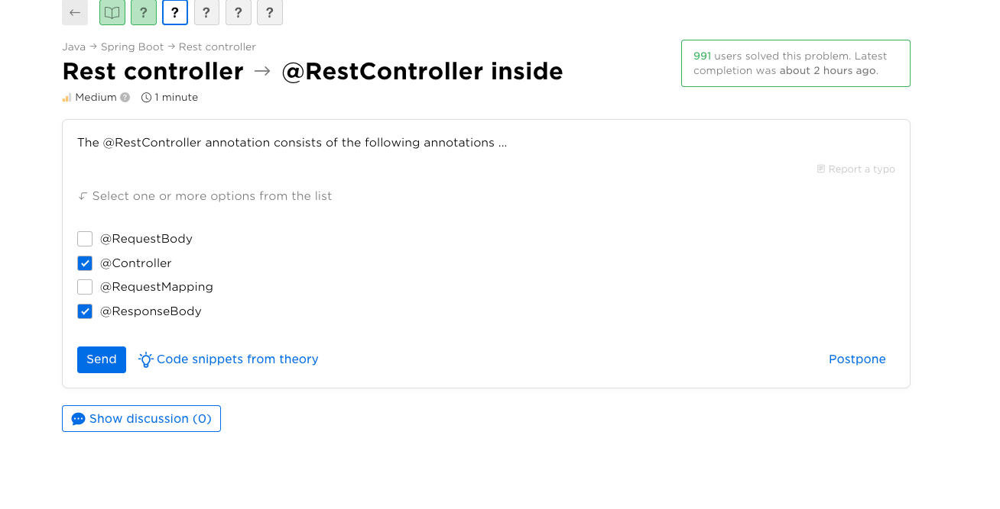 ←
? ? ? ? ?
Java → Spring Boot → Rest controller
Rest controller → @RestController inside
Medium ? 1 minute
991 users solved this problem. Latest
completion was about 2 hours ago.
The @RestController annotation consists of the following annotations ...
Report a typo
Select one or more options from the list
@RequestBody
@Controller
@RequestMapping
@ResponseBody
Send Code snippets from theory Postpone
Show discussion (0)